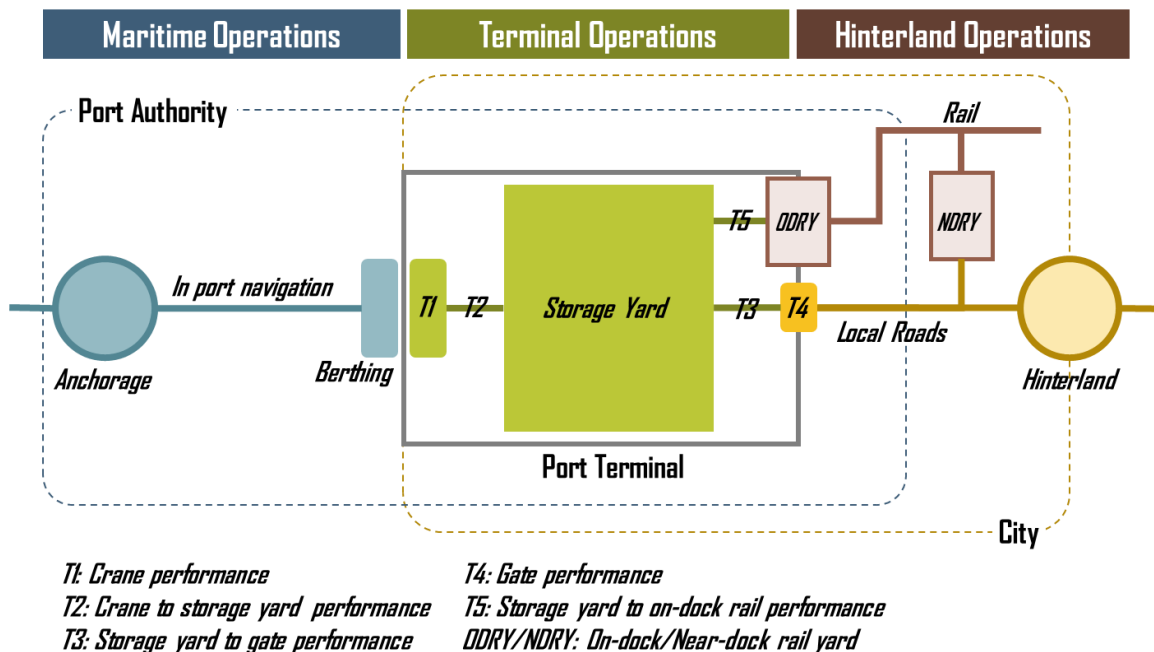 Maritime Operations
Terminal Operations
Hinterland Operations
Port Authority
Rail
T5
ODRY
NDRY
In port navigation
T1
T2
Storage Yard
T3
T4
Local Roads
Anchorage
Berthing
Hinterland
Port Terminal
City
T1: Crane performance
T2: Crane to storage yard performance
T3: Storage yard to gate performance
T4: Gate performance
T5: Storage yard to on-dock rail performance
ODRY/NDRY: On-dock/Near-dock rail yard